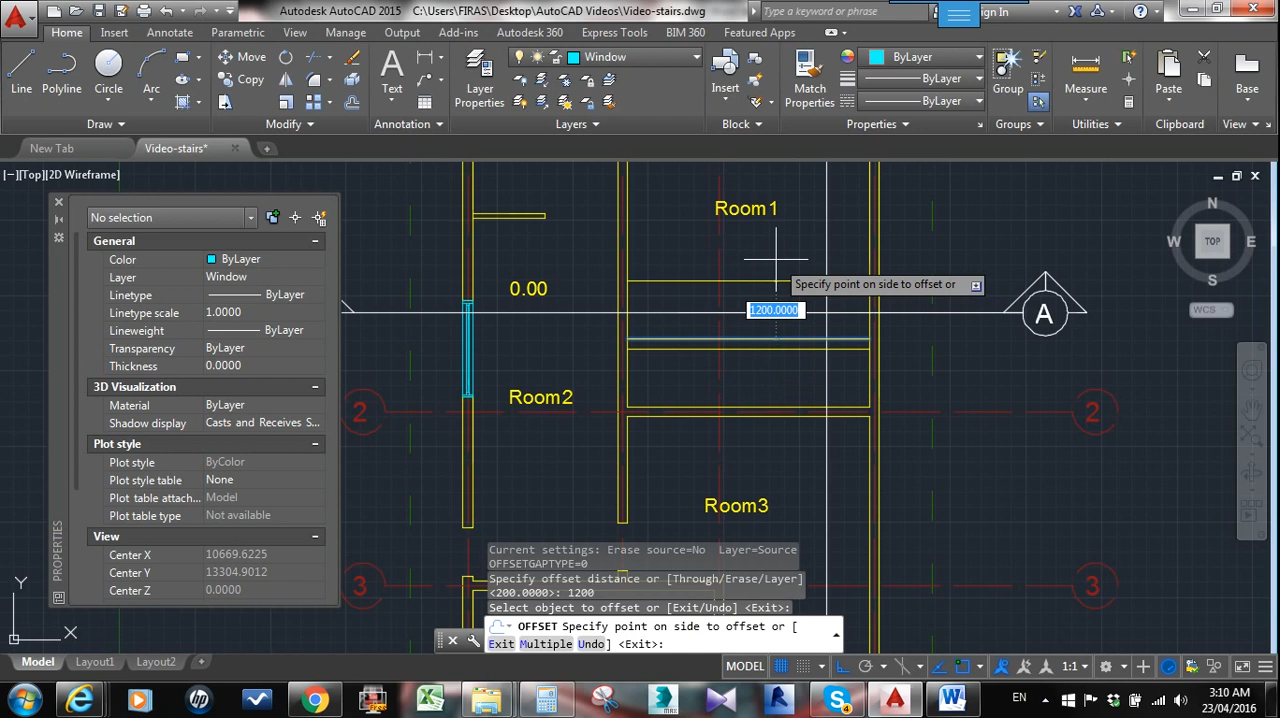 Autodesk AutoCAD 2015 C:\Users\FIRAS\Desktop\AutoCAD Videos\Video-stairs.dwg
Type a keyword or phrase
In
Home Insert Annotate Parametric View Manage Output Add-ins Autodesk 360 Express Tools BIM 360 Featured Apps
Move
Window
ByLayer
Copy
ByLayer
Line Polyline Circle Arc Text Layer Properties Insert Match Properties Group Measure Paste Base
ByLayer
Draw Modify Annotation Layers Block Properties Groups Utilities Clipboard View
New Tab Video-stairs*
[−][Top][2D Wireframe]
No selection
General
Color ByLayer
Layer Window
Linetype ByLayer
Linetype scale 1.0000
Lineweight ByLayer
Transparency ByLayer
Thickness 0.0000
3D Visualization
Material ByLayer
Shadow display Casts and Receives S...
Plot style
Plot style ByColor
Plot style table None
Plot table attach... Model
Plot table type Not available
View
Center X 10669.6225
Center Y 13304.9012
Center Z 0.0000
PROPERTIES
Room1
0.00
Specify point on side to offset or
1200.0000
A
Room2
2 2
Room3
3 3
N
W TOP E
S
WCS
Y
X
Current settings: Erase source=No Layer=Source
OFFSETGAPTYPE=0
Specify offset distance or [Through/Erase/Layer]
<200.0000>: 1200
Select object to offset or [Exit/Undo] <Exit>:
OFFSET Specify point on side to offset or [
Exit Multiple Undo] <Exit>:
Model Layout1 Layout2
MODEL 1:1
EN
3:10 AM
23/04/2016